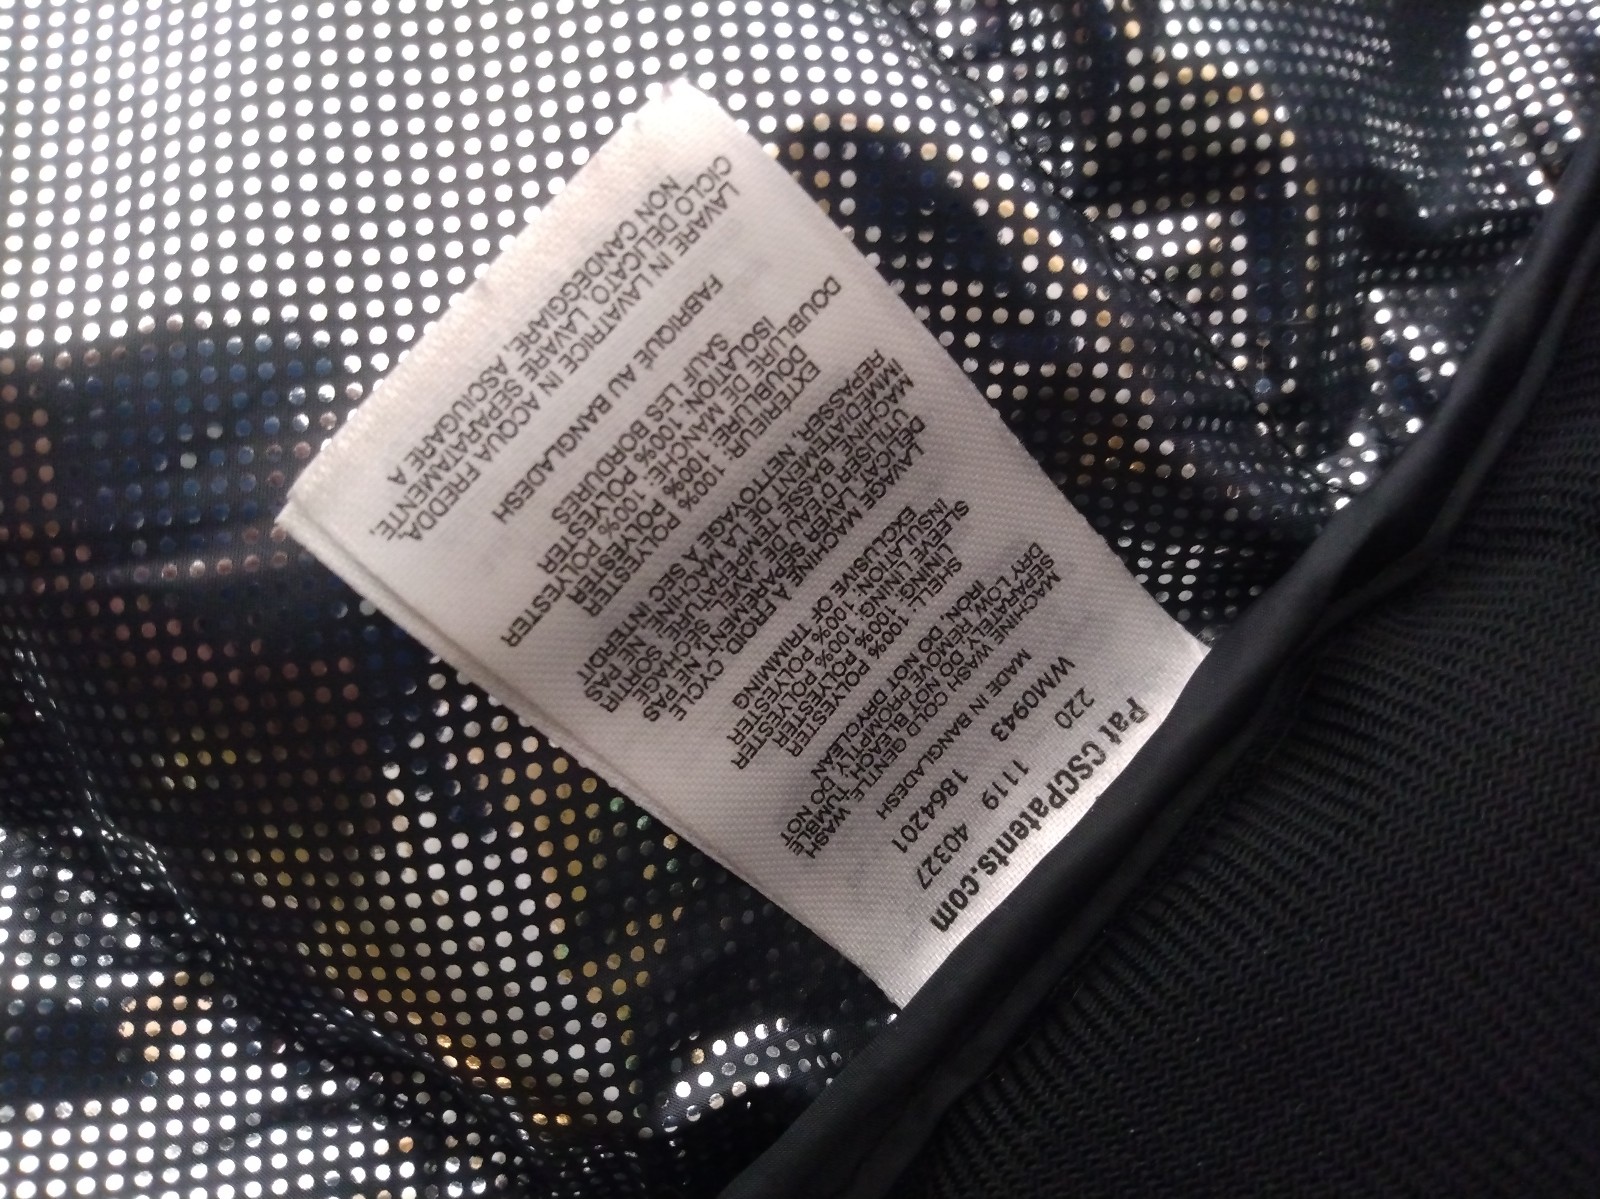 Pat CSCPatents.com
220 1119 40327
WM0943 1864201
MADE IN BANGLADESH
MACHINE WASH COLD GENTLE WASH
SEPARATELY. DO NOT BLEACH. TUMBLE
DRY LOW. REMOVE PROMPTLY. DO NOT
IRON. DO NOT DRYCLEAN
SHELL: 100% POLYESTER
LINING: 100% POLYESTER
SLEEVE LINING: 100% POLYESTER
INSULATION: 100% POLYESTER
EXCLUSIVE OF TRIMMING
LAVAGE MACHINE A FROID, CYCLE
DÉLICAT LAVER SÉPARÉMENT, NE PAS
UTILISER D'EAU DE JAVEL, SECHAGE
MACHINE BASSE TEMPERATURE, SORTIR
IMMEDIATEMENT DE LA MACHINE, NE PAS
REPASSER. NETTOYAGE A SEC INTERDIT
EXTÉRIEUR: 100% POLYESTER
DOUBLURE: 100% POLYESTER
DOUBLURE DE MANCHE: 100% POLYESTER
ISOLATION: 100% POLYESTER
SAUF LES BORDURES
FABRIQUÉ AU BANGLADESH
LAVARE IN LAVATRICE IN ACQUA FREDDA,
CICLO DELICATO, LAVARE SEPARATAMENTE,
NON CANDEGGIARE, ASCIUGARE A